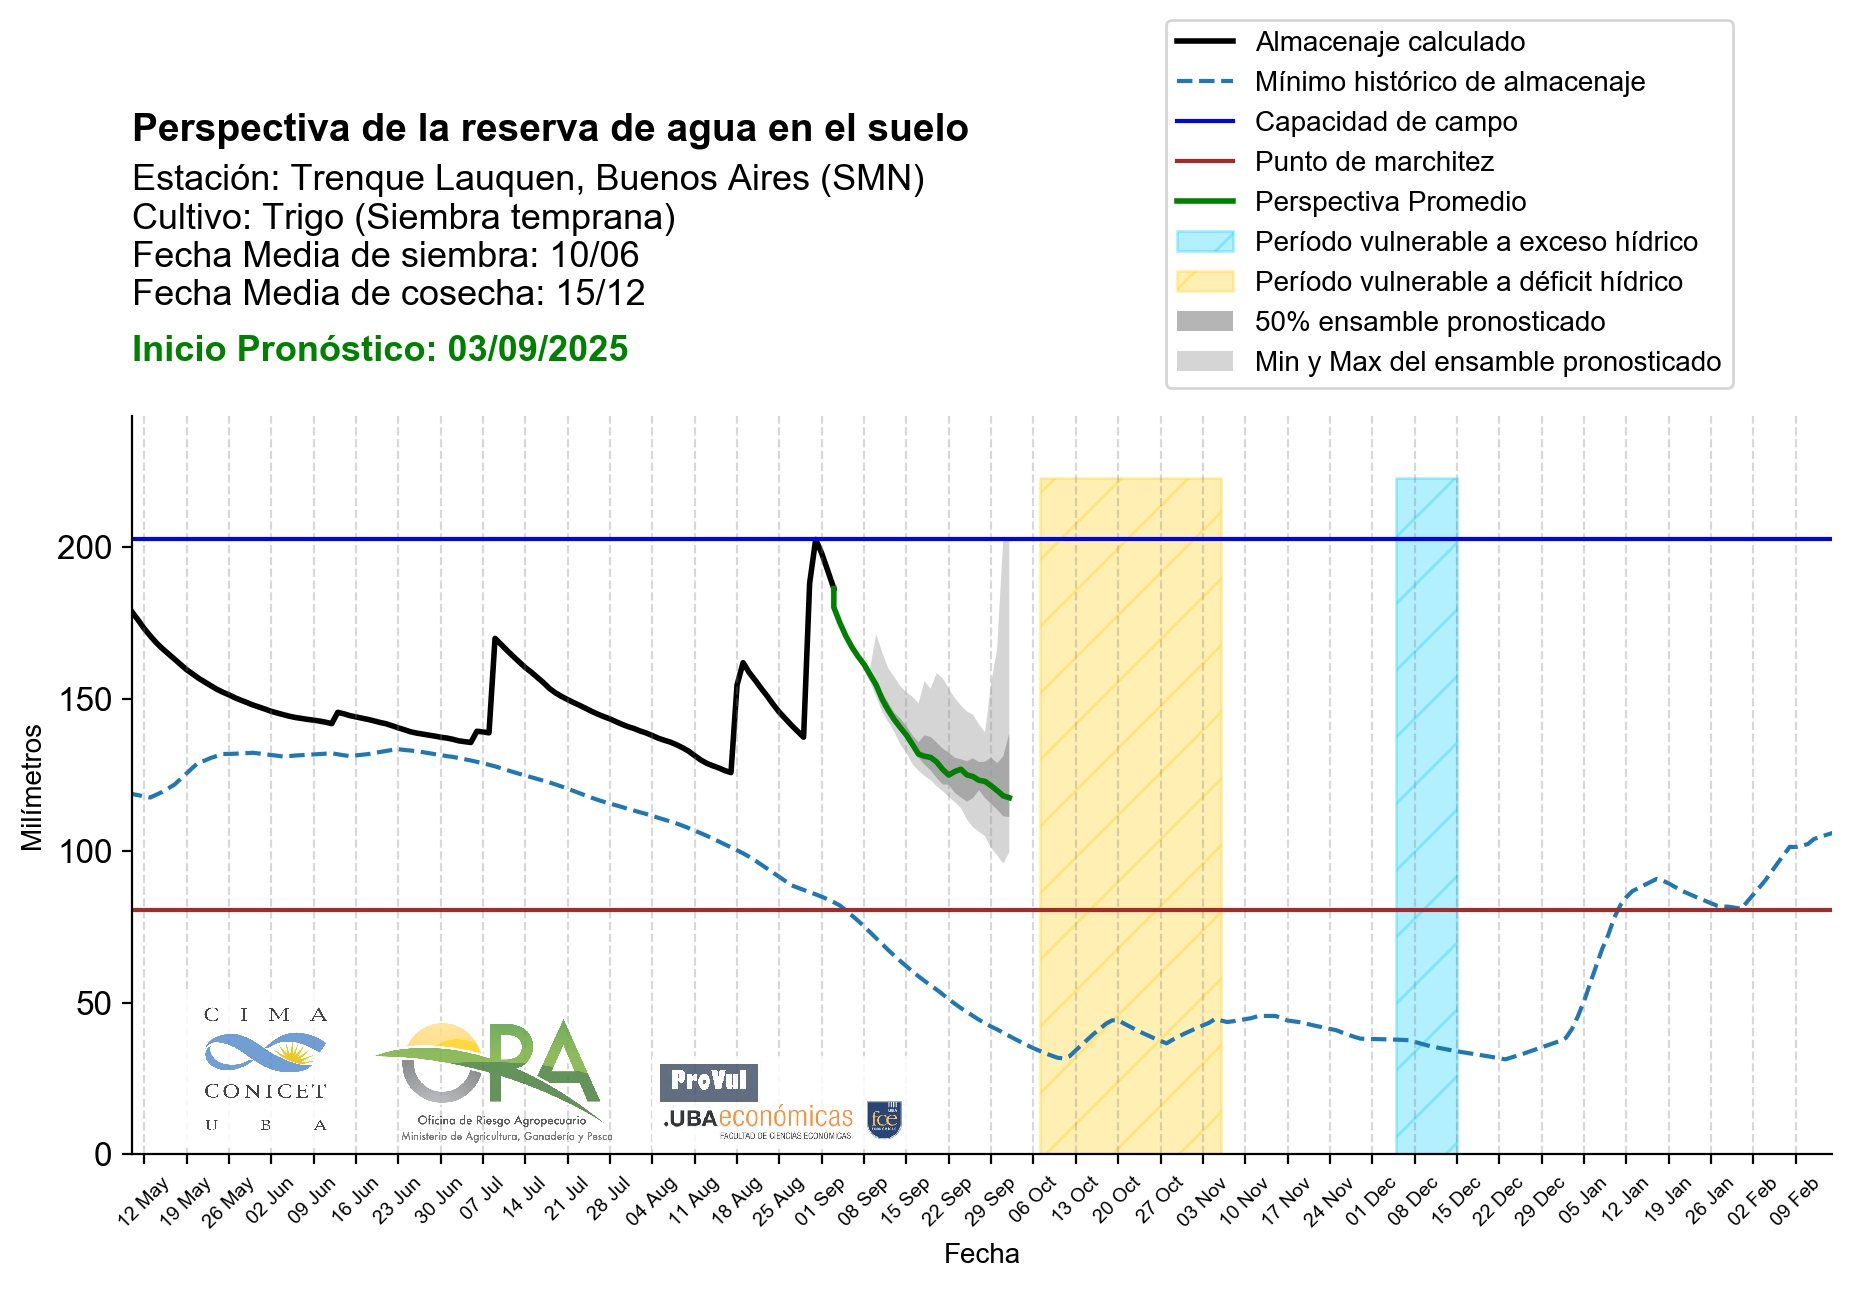 Almacenaje calculado
Mínimo histórico de almacenaje
Capacidad de campo
Punto de marchitez
Perspectiva Promedio
Período vulnerable a exceso hídrico
Período vulnerable a déficit hídrico
50% ensamble pronosticado
Min y Max del ensamble pronosticado
Perspectiva de la reserva de agua en el suelo
Estación: Trenque Lauquen, Buenos Aires (SMN)
Cultivo: Trigo (Siembra temprana)
Fecha Media de siembra: 10/06
Fecha Media de cosecha: 15/12
Inicio Pronóstico: 03/09/2025
Milímetros
200
150
100
50
0
CIMA
CONICET
UBA
ORA
Oficina de Riesgo Agropecuario
Ministerio de Agricultura, Ganadería y Pesca
ProVul
.UBAeconómicas
FACULTAD DE CIENCIAS ECONÓMICAS
fce
12 May
19 May
26 May
02 Jun
09 Jun
16 Jun
23 Jun
30 Jun
07 Jul
14 Jul
21 Jul
28 Jul
04 Aug
11 Aug
18 Aug
25 Aug
01 Sep
08 Sep
15 Sep
22 Sep
29 Sep
06 Oct
13 Oct
20 Oct
27 Oct
03 Nov
10 Nov
17 Nov
24 Nov
01 Dec
08 Dec
15 Dec
22 Dec
29 Dec
05 Jan
12 Jan
19 Jan
26 Jan
02 Feb
09 Feb
Fecha